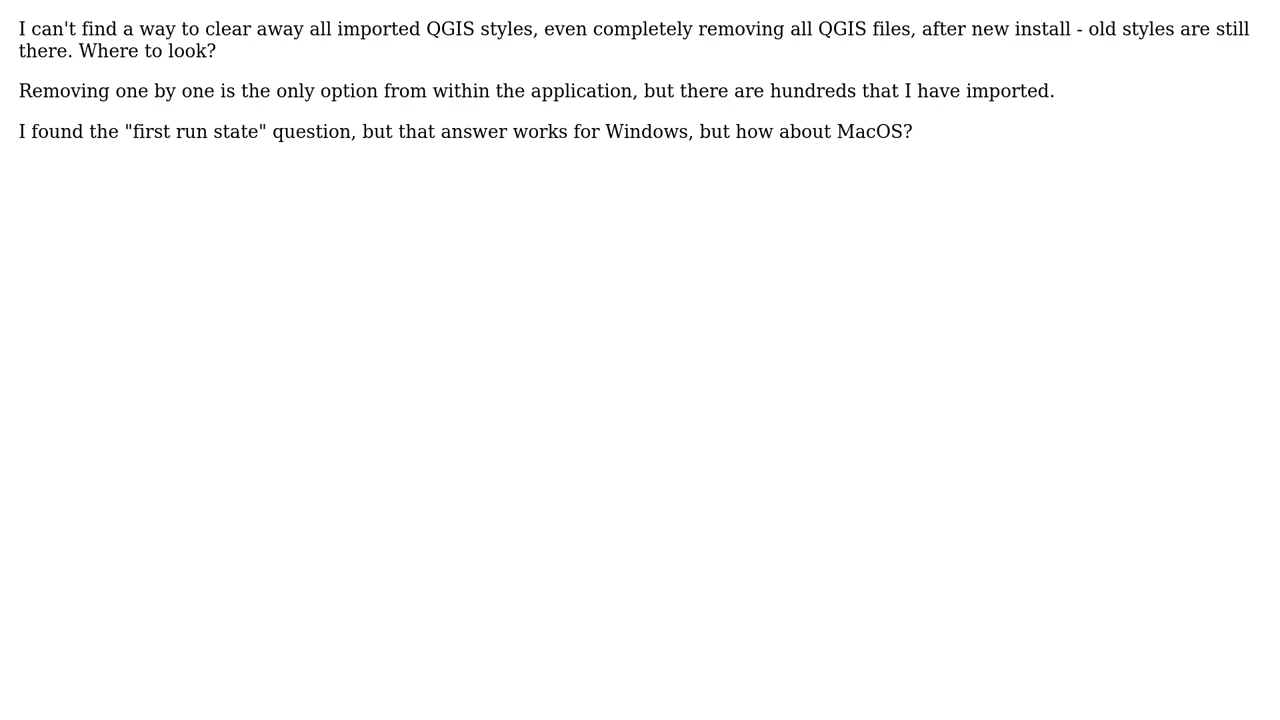 I can't find a way to clear away all imported QGIS styles, even completely removing all QGIS files, after new install - old styles are still
there. Where to look?
Removing one by one is the only option from within the application, but there are hundreds that I have imported.
I found the "first run state" question, but that answer works for Windows, but how about MacOS?